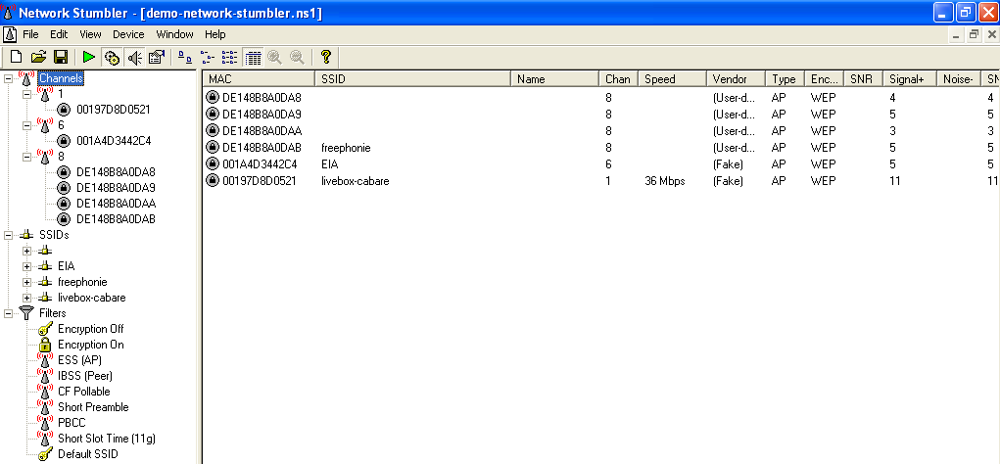 Network Stumbler - [demo-network-stumbler.ns1]
File Edit View Device Window Help
Channels
1
00197D8D0521
6
001A4D3442C4
8
DE148B8A0DA8
DE148B8A0DA9
DE148B8A0DAA
DE148B8A0DAB
SSIDs
EIA
freephonie
livebox-cabare
Filters
Encryption Off
Encryption On
ESS (AP)
IBSS (Peer)
CF Pollable
Short Preamble
PBCC
Short Slot Time (11g)
Default SSID
MAC SSID Name Chan Speed Vendor Type Enc... SNR Signal+ Noise- SN
DE148B8A0DA8 8 (User-d... AP WEP 4 4
DE148B8A0DA9 8 (User-d... AP WEP 5 5
DE148B8A0DAA 8 (User-d... AP WEP 3 3
DE148B8A0DAB freephonie 8 (User-d... AP WEP 5 5
001A4D3442C4 EIA 6 (Fake) AP WEP 5 5
00197D8D0521 livebox-cabare 1 36 Mbps (Fake) AP WEP 11 11